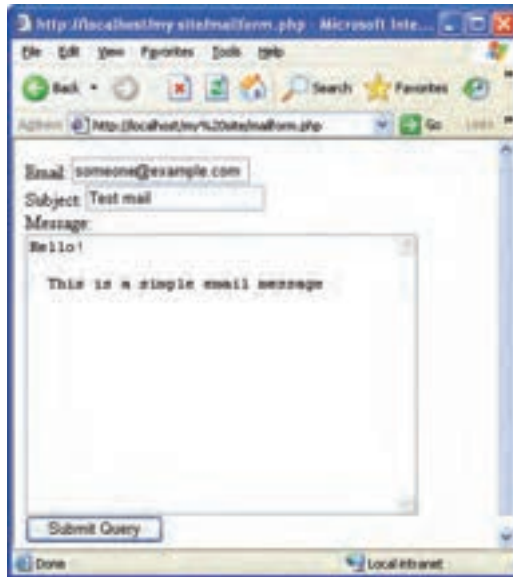 http://localhost/my site/mailform.php - Microsoft Inte...
File Edit View Favorites Tools Help
Back Search Favorites
Address http://localhost/my%20site/mailform.php Go Links
Email: someone@example.com
Subject: Test mail
Message:
Hello!
This is a simple email message
Submit Query
Done Local intranet